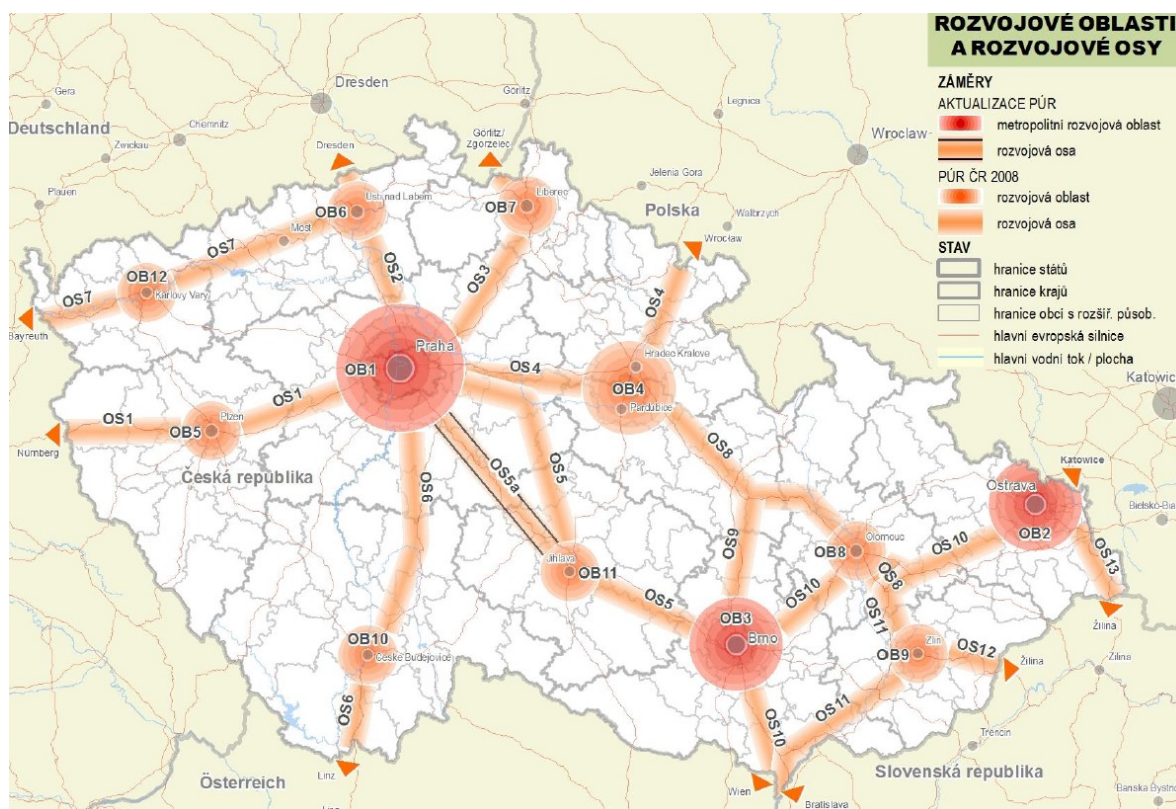 ROZVOJOVÉ OBLASTI
A ROZVOJOVÉ OSY
ZÁMĚRY
AKTUALIZACE PÚR
metropolitní rozvojová oblast
rozvojová osa
PÚR ČR 2008
rozvojová oblast
rozvojová osa
STAV
hranice států
hranice krajů
hranice obcí s rozšíř. působ.
hlavní evropská silnice
hlavní vodní tok / plocha
Dresden
Gera
Görlitz
Legnica
Deutschland
Chemnitz
Görlitz/
Zgorzelec
Wroclaw
Zwickau
Dresden
Jelenia Gora
Plauen
Liberec
OB7
Ústí nad Labem
OB6
Polska
Walbrzych
Most
Wrocław
OS7
OS2
OS3
OB12
Karlovy Vary
OS4
OS7
Bayreuth
Praha
OB1
OS4
Hradec Králové
OB4
Pardubice
Katowic
OS1
OS1
Plzeň
OB5
Nürnberg
Česká republika
OS8
Katowice
OS5a
OS5
OS6
Ostrava
OB2
Bielsko-Bia
OS9
Olomouc
OB8
OS10
OS8
OS13
Jihlava
OB11
OS10
OS5
OS11
Žilina
OB3
Brno
OB10
České Budějovice
Zlín
OB9
OS12
Žilina
Žilina
OS6
OS10
OS11
Trenčín
Österreich
Linz
Slovenská republika
Wien
Bratislava
Banská Bystric